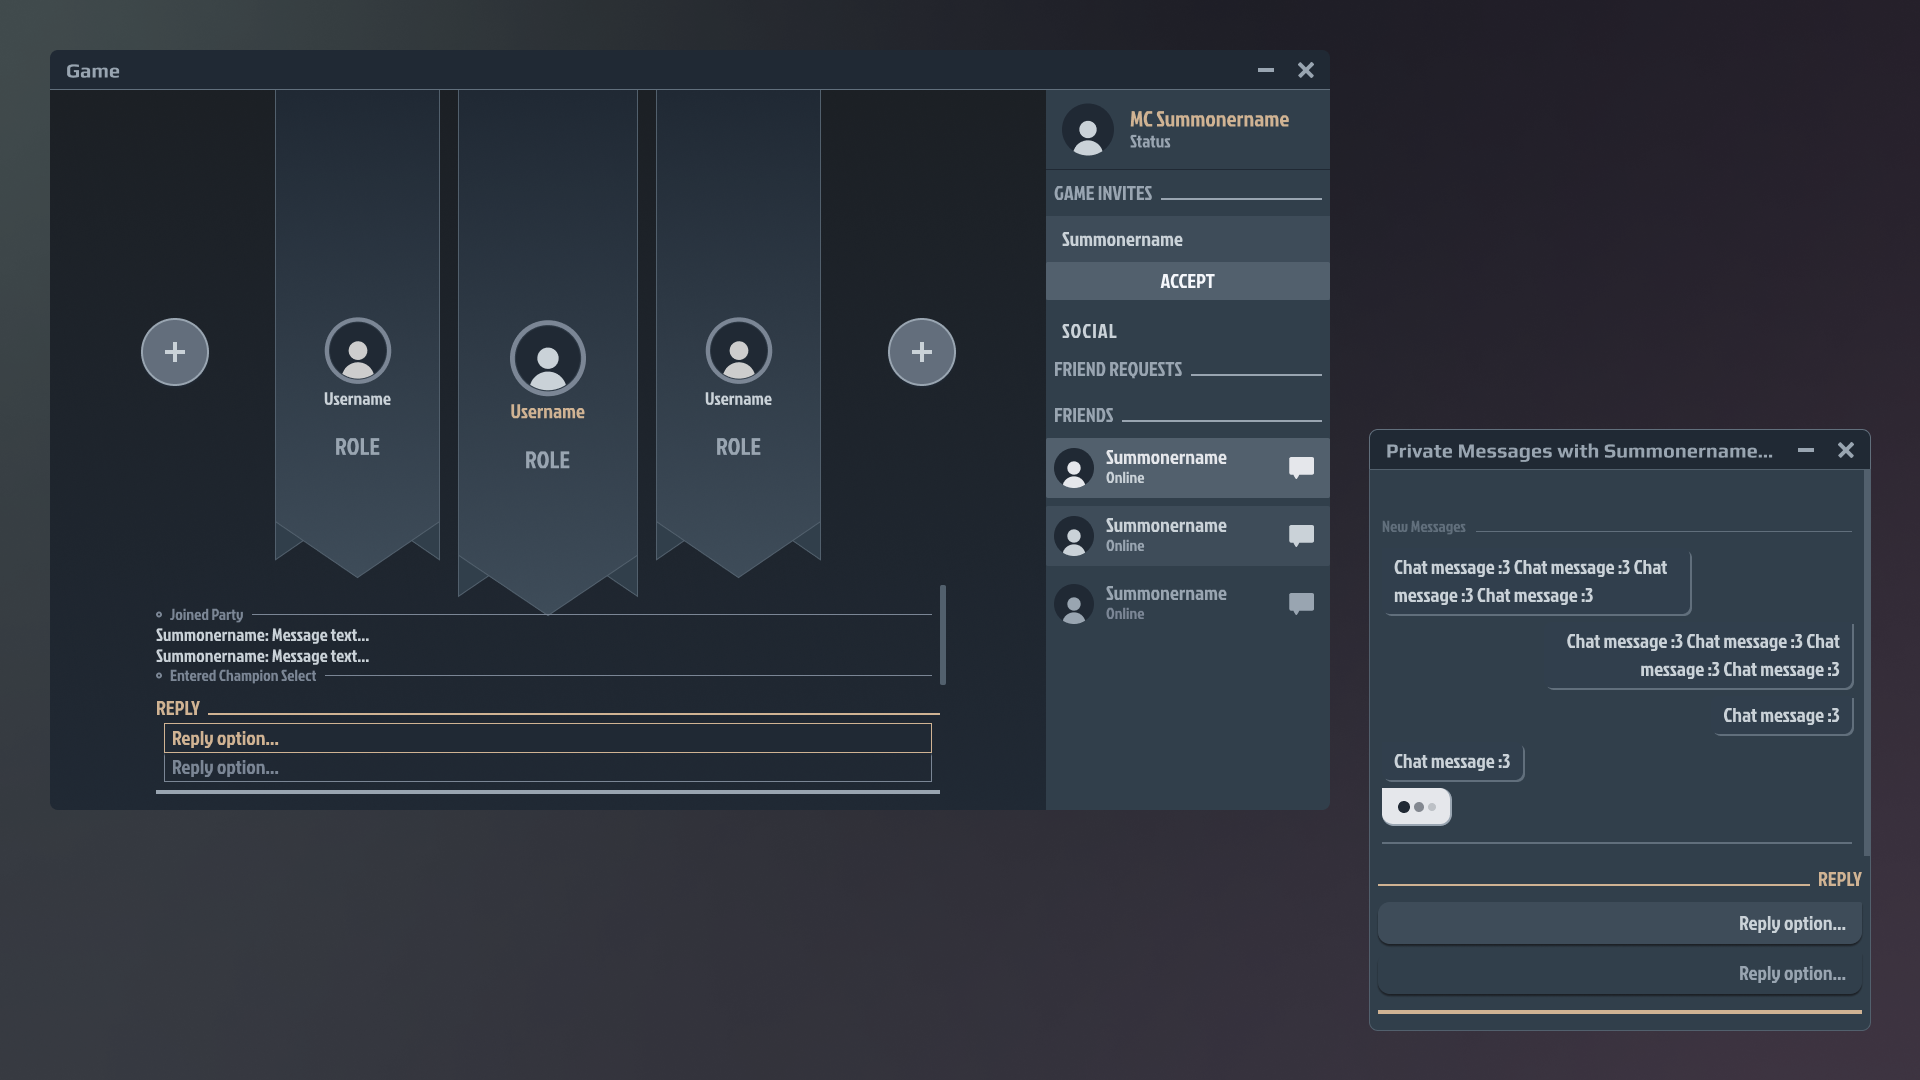 Game
MC Summonername
Status
GAME INVITES
Summonername
ACCEPT
SOCIAL
FRIEND REQUESTS
FRIENDS
Summonername
Online
Summonername
Online
Summonername
Online
Username
ROLE
Username
ROLE
Username
ROLE
Joined Party
Summonername: Message text...
Summonername: Message text...
Entered Champion Select
REPLY
Reply option...
Reply option...
Private Messages with Summonername...
New Messages
Chat message :3 Chat message :3 Chat
message :3 Chat message :3
Chat message :3 Chat message :3 Chat
message :3 Chat message :3
Chat message :3
Chat message :3
REPLY
Reply option...
Reply option...